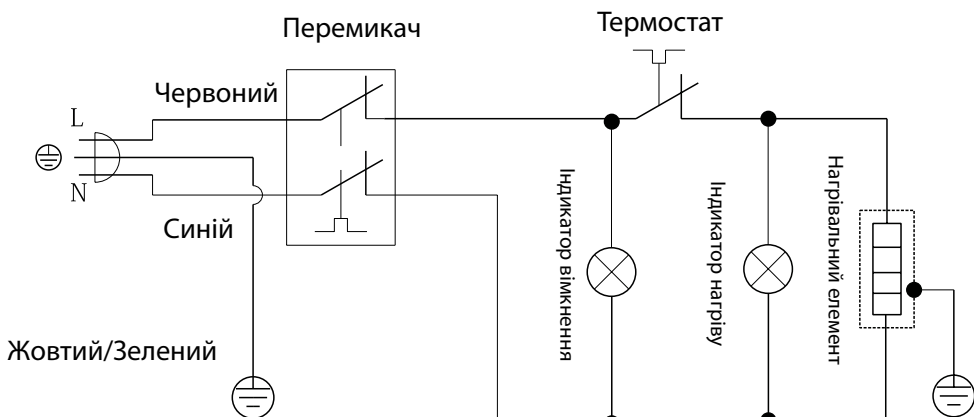 Перемикач
Термостат
Червоний
L
N
Синій
Жовтий/Зелений
Індикатор вімкнення
Індикатор нагріву
Нагрівальний елемент